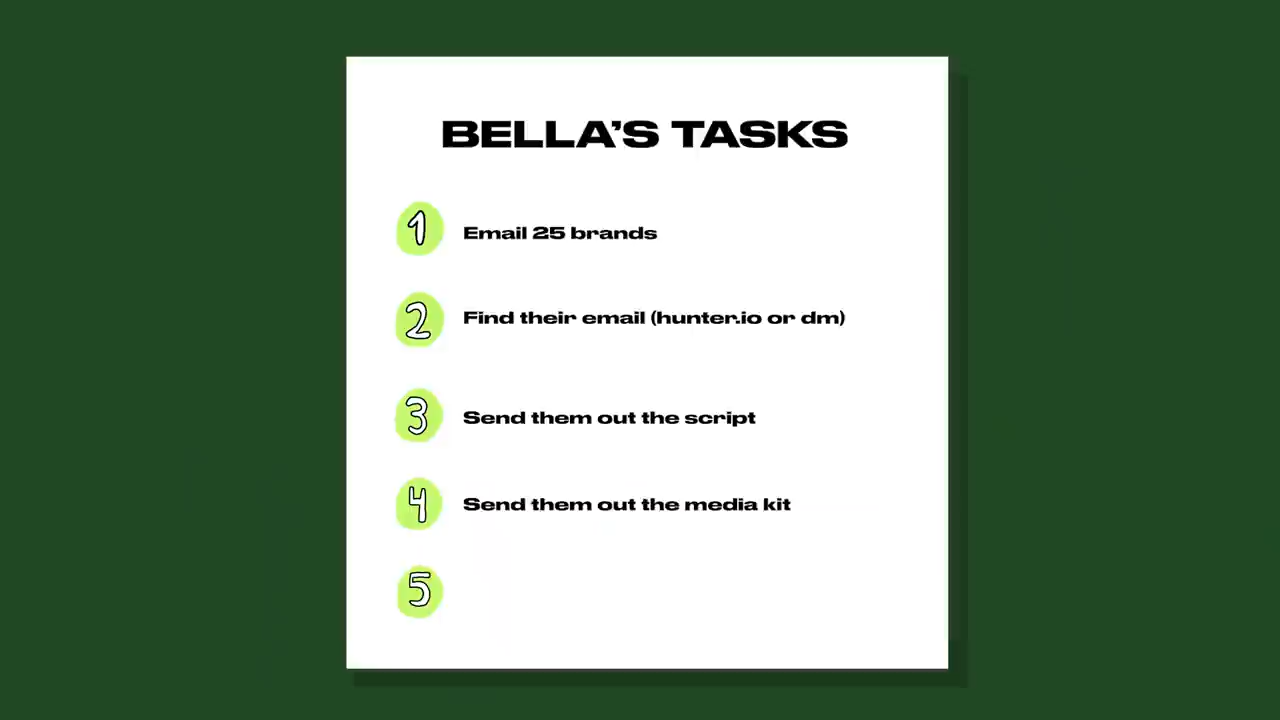 BELLA'S TASKS
1 Email 25 brands
2 Find their email (hunter.io or dm)
3 Send them out the script
4 Send them out the media kit
5